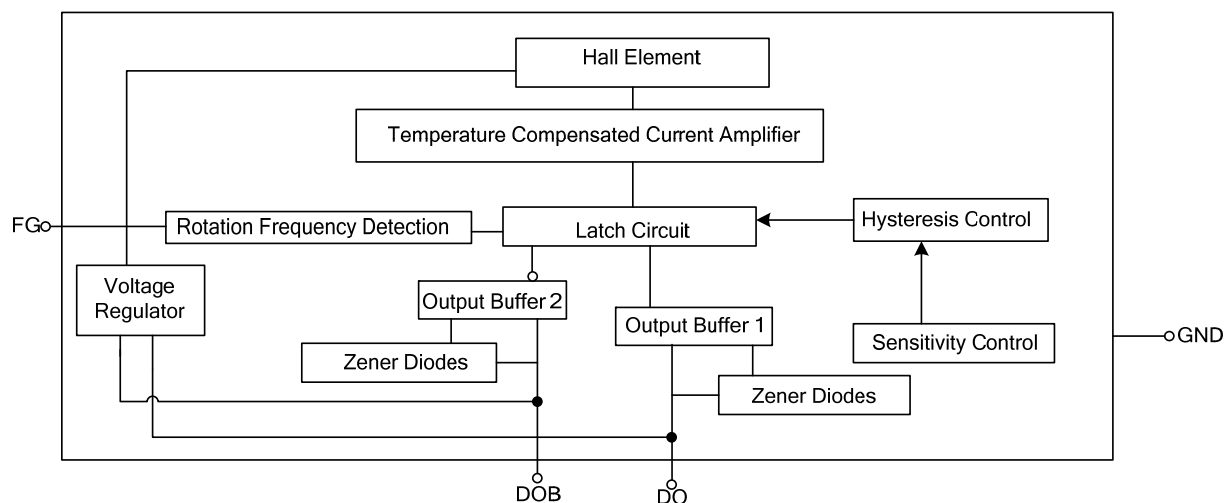 Hall Element
Temperature Compensated Current Amplifier
FG
Rotation Frequency Detection
Latch Circuit
Hysteresis Control
Voltage
Regulator
Output Buffer 2
Output Buffer 1
Zener Diodes
Sensitivity Control
GND
Zener Diodes
DOB
DO